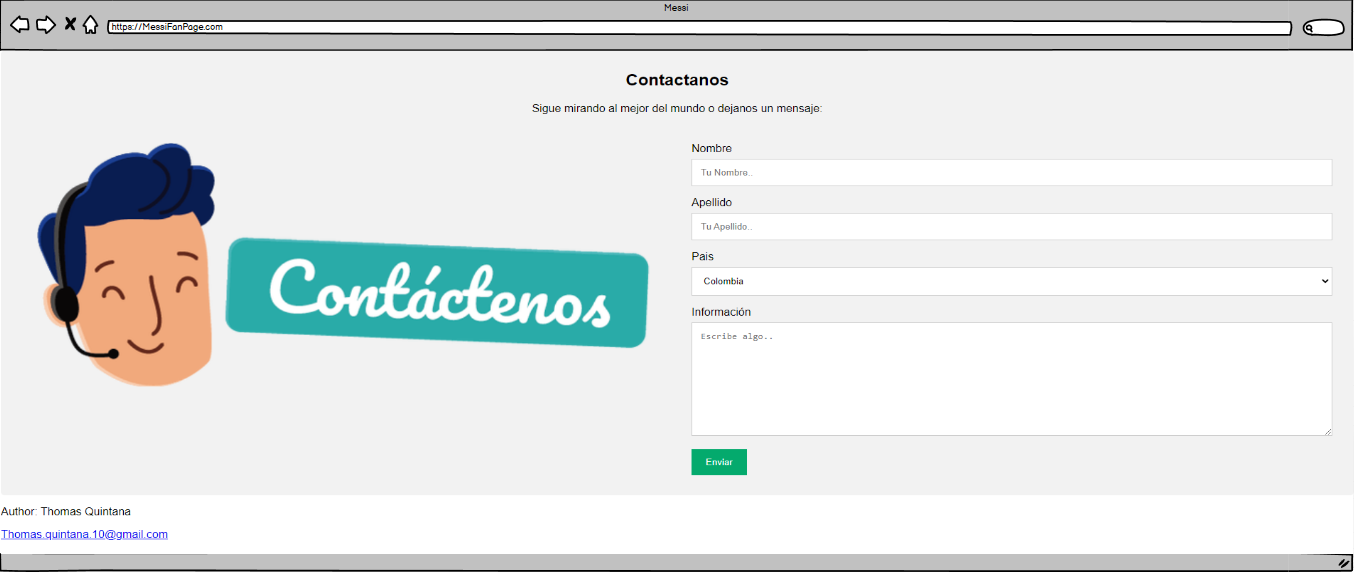 Messi
https://MessiFanPage.com
Contactanos
Sigue mirando al mejor del mundo o dejanos un mensaje:
Contáctenos
Nombre
Tu Nombre..
Apellido
Tu Apellido..
Pais
Colombia
Información
Escribe algo..
Enviar
Author: Thomas Quintana
Thomas.quintana.10@gmail.com